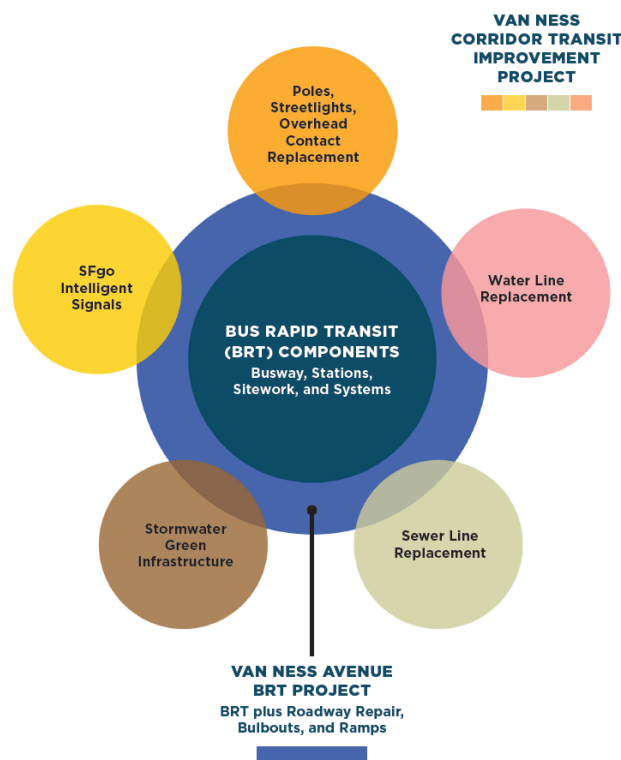 VAN NESS
CORRIDOR TRANSIT
IMPROVEMENT
PROJECT
Poles,
Streetlights,
Overhead
Contact
Replacement
SFgo
Intelligent
Signals
Water Line
Replacement
BUS RAPID TRANSIT
(BRT) COMPONENTS
Busway, Stations,
Sitework, and Systems
Stormwater
Green
Infrastructure
Sewer Line
Replacement
VAN NESS AVENUE
BRT PROJECT
BRT plus Roadway Repair,
Bulbouts, and Ramps